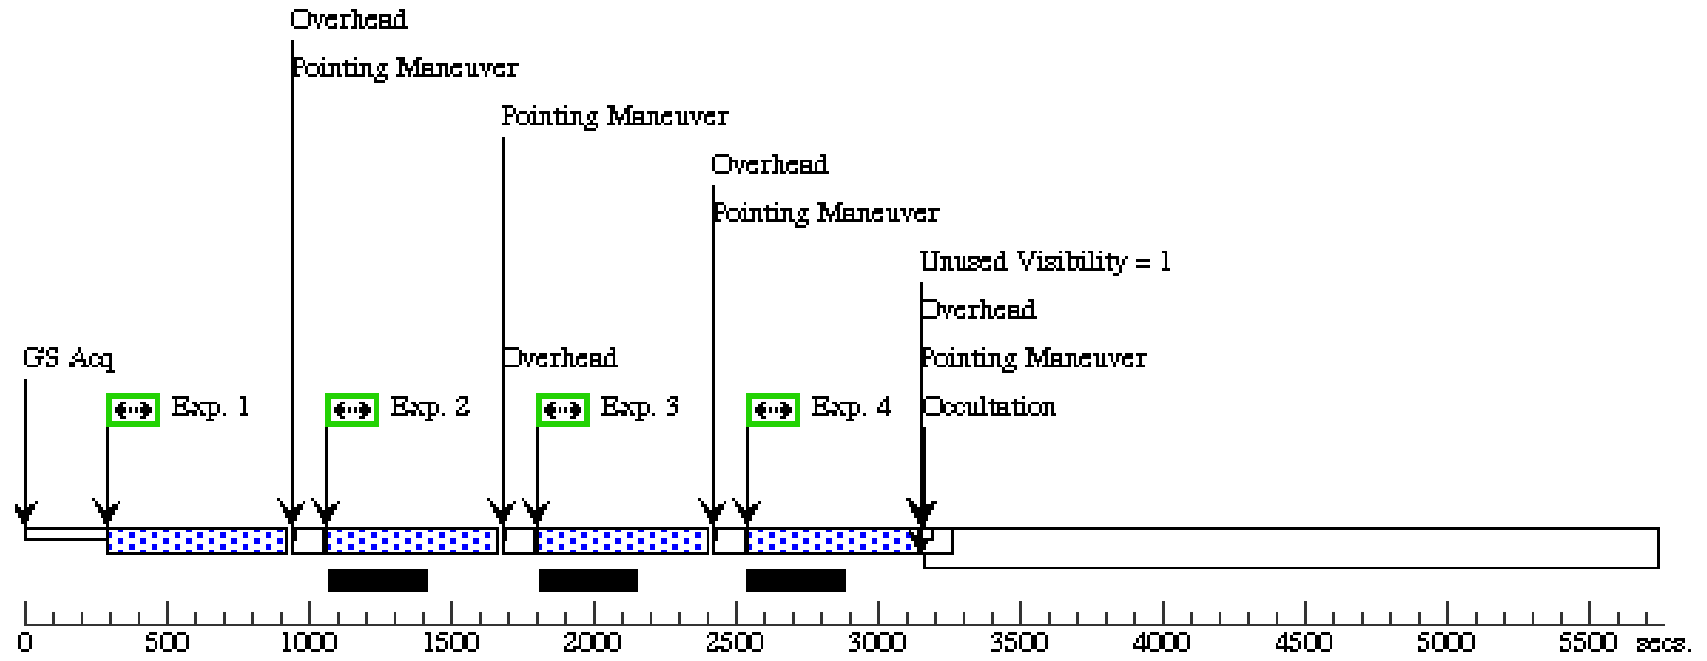 Overhead
Pointing Maneuver
Pointing Maneuver
Overhead
Pointing Maneuver
Unused Visibility = 1
Overhead
GS Acq
Overhead
Pointing Maneuver
Exp. 1
Exp. 2
Exp. 3
Exp. 4
Occultation
0 500 1000 1500 2000 2500 3000 3500 4000 4500 5000 5500 secs.